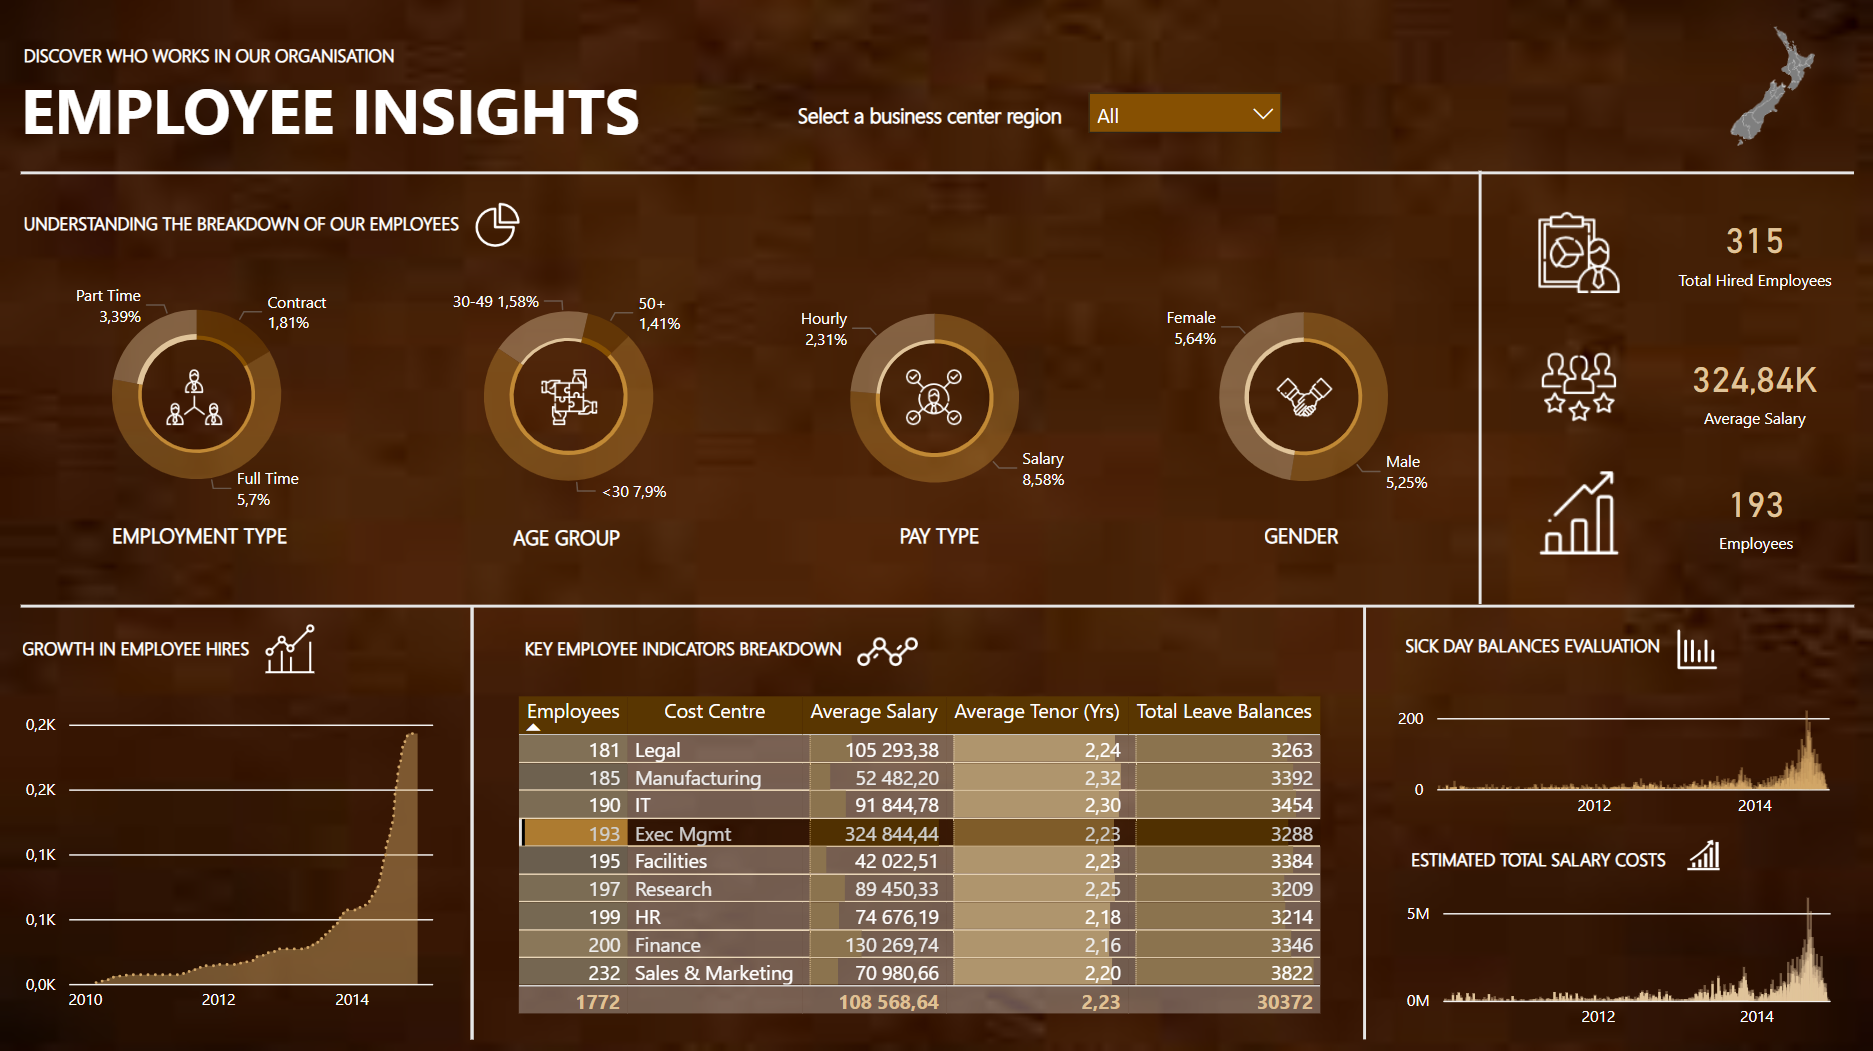 DISCOVER WHO WORKS IN OUR ORGANISATION
EMPLOYEE INSIGHTS
Select a business center region
All
UNDERSTANDING THE BREAKDOWN OF OUR EMPLOYEES
Part Time
3,39%
Contract
1,81%
Full Time
5,7%
EMPLOYMENT TYPE
30-49 1,58%
50+
1,41%
<30 7,9%
AGE GROUP
Hourly
2,31%
Salary
8,58%
PAY TYPE
Female
5,64%
Male
5,25%
GENDER
315
Total Hired Employees
324,84K
Average Salary
193
Employees
GROWTH IN EMPLOYEE HIRES
0,2K
0,2K
0,1K
0,1K
0,0K
2010 2012 2014
KEY EMPLOYEE INDICATORS BREAKDOWN
Employees Cost Centre Average Salary Average Tenor (Yrs) Total Leave Balances
181 Legal 105 293,38 2,24 3263
185 Manufacturing 52 482,20 2,32 3392
190 IT 91 844,78 2,30 3454
193 Exec Mgmt 324 844,44 2,23 3288
195 Facilities 42 022,51 2,23 3384
197 Research 89 450,33 2,25 3209
199 HR 74 676,19 2,18 3214
200 Finance 130 269,74 2,16 3346
232 Sales & Marketing 70 980,66 2,20 3822
1772 108 568,64 2,23 30372
SICK DAY BALANCES EVALUATION
200
0
2012 2014
ESTIMATED TOTAL SALARY COSTS
5M
0M
2012 2014